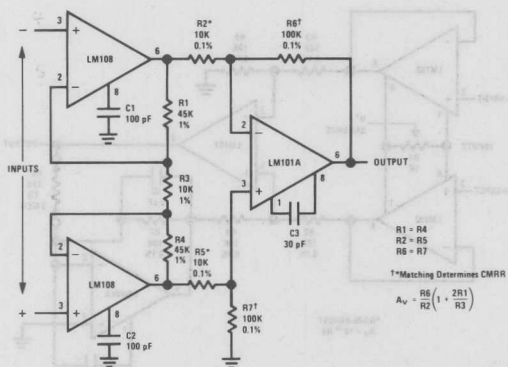 R2*
10K
0.1%
R6†
100K
0.1%
3
6
2
LM108
8
C1
100 pF
R1
45K
1%
2
3
LM101A
6
1
8
OUTPUT
C3
30 pF
INPUTS
R3
10K
1%
R4
45K
1%
2
3
LM108
6
8
C2
100 pF
R5*
10K
0.1%
R7†
100K
0.1%
R1 = R4
R2 = R5
R6 = R7
†*Matching Determines CMRR
Av = R6/R2 (1 + 2R1/R3)